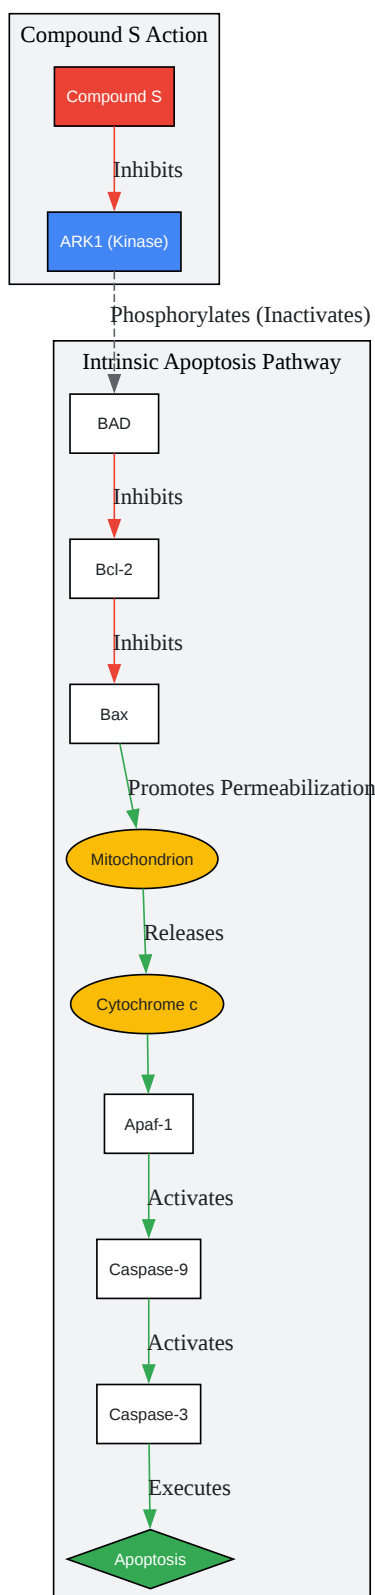 Compound S Action
Compound S
Inhibits
ARK1 (Kinase)
Phosphorylates (Inactivates)
Intrinsic Apoptosis Pathway
BAD
Inhibits
Bcl-2
Inhibits
Bax
Promotes Permeabilization
Mitochondrion
Releases
Cytochrome c
Apaf-1
Activates
Caspase-9
Activates
Caspase-3
Executes
Apoptosis